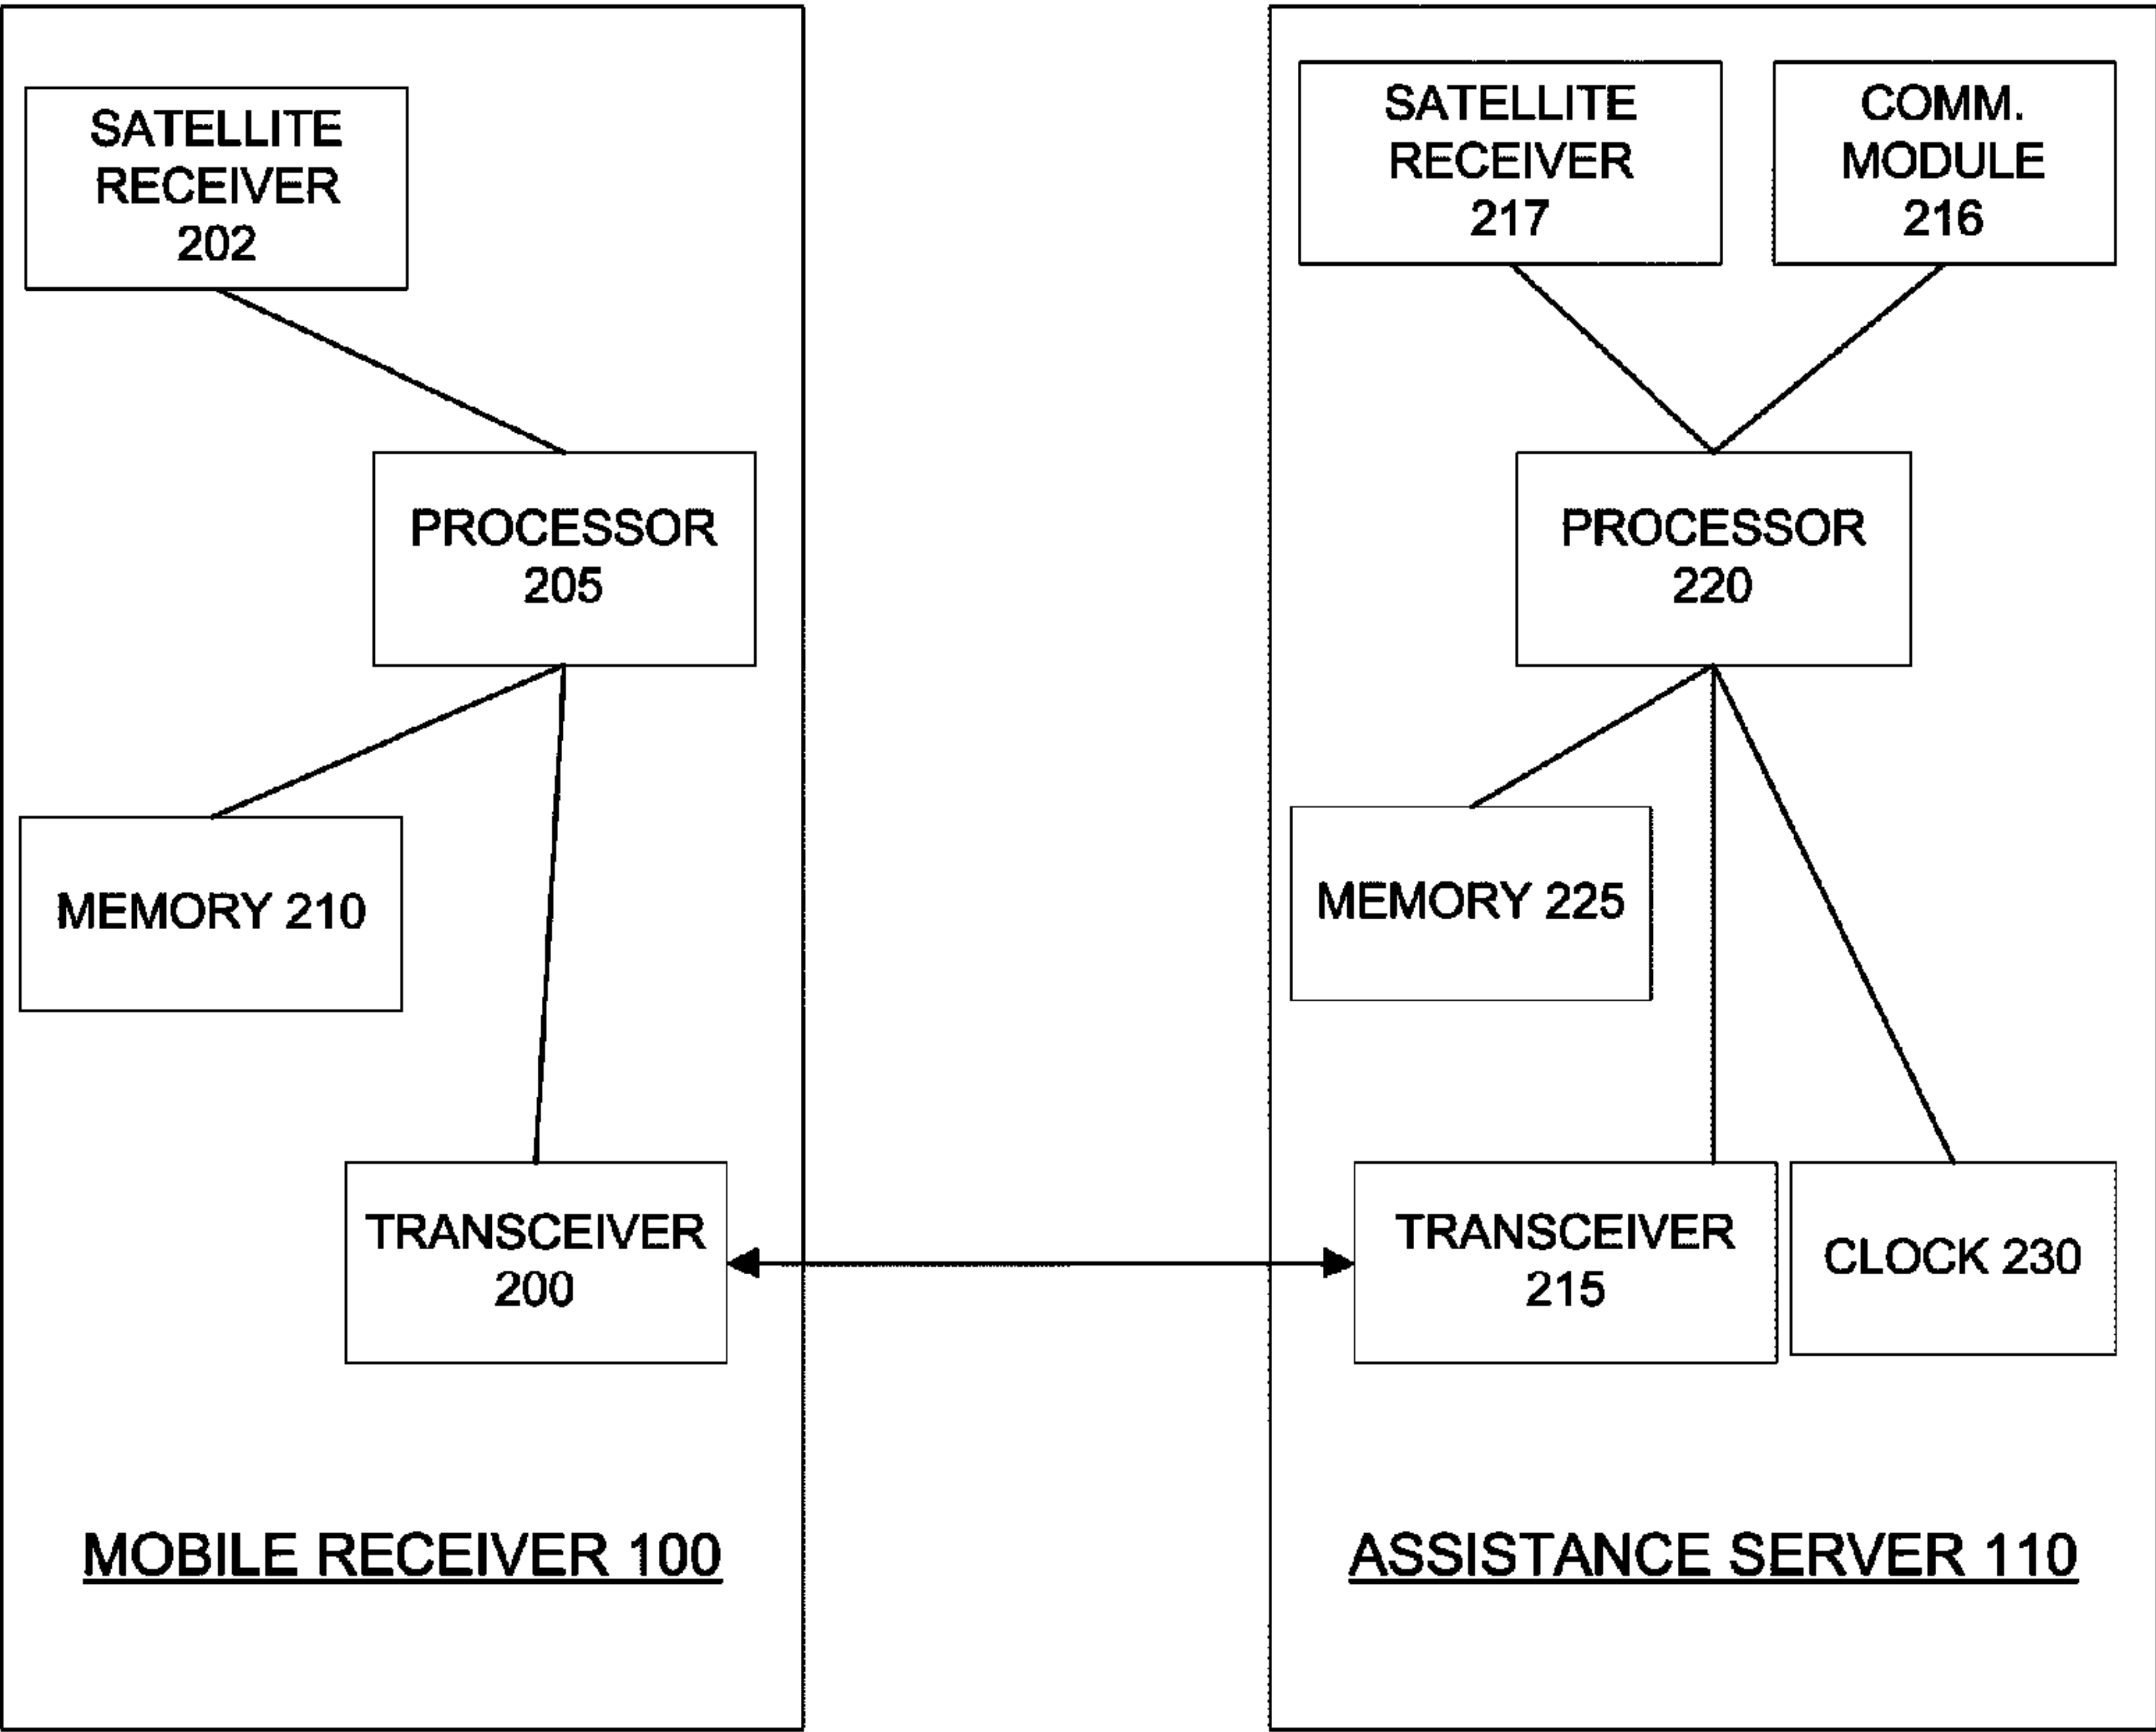 SATELLITE
RECEIVER
202
PROCESSOR
205
MEMORY 210
TRANSCEIVER
200
MOBILE RECEIVER 100
SATELLITE
RECEIVER
217
COMM.
MODULE
216
PROCESSOR
220
MEMORY 225
TRANSCEIVER
215
CLOCK 230
ASSISTANCE SERVER 110